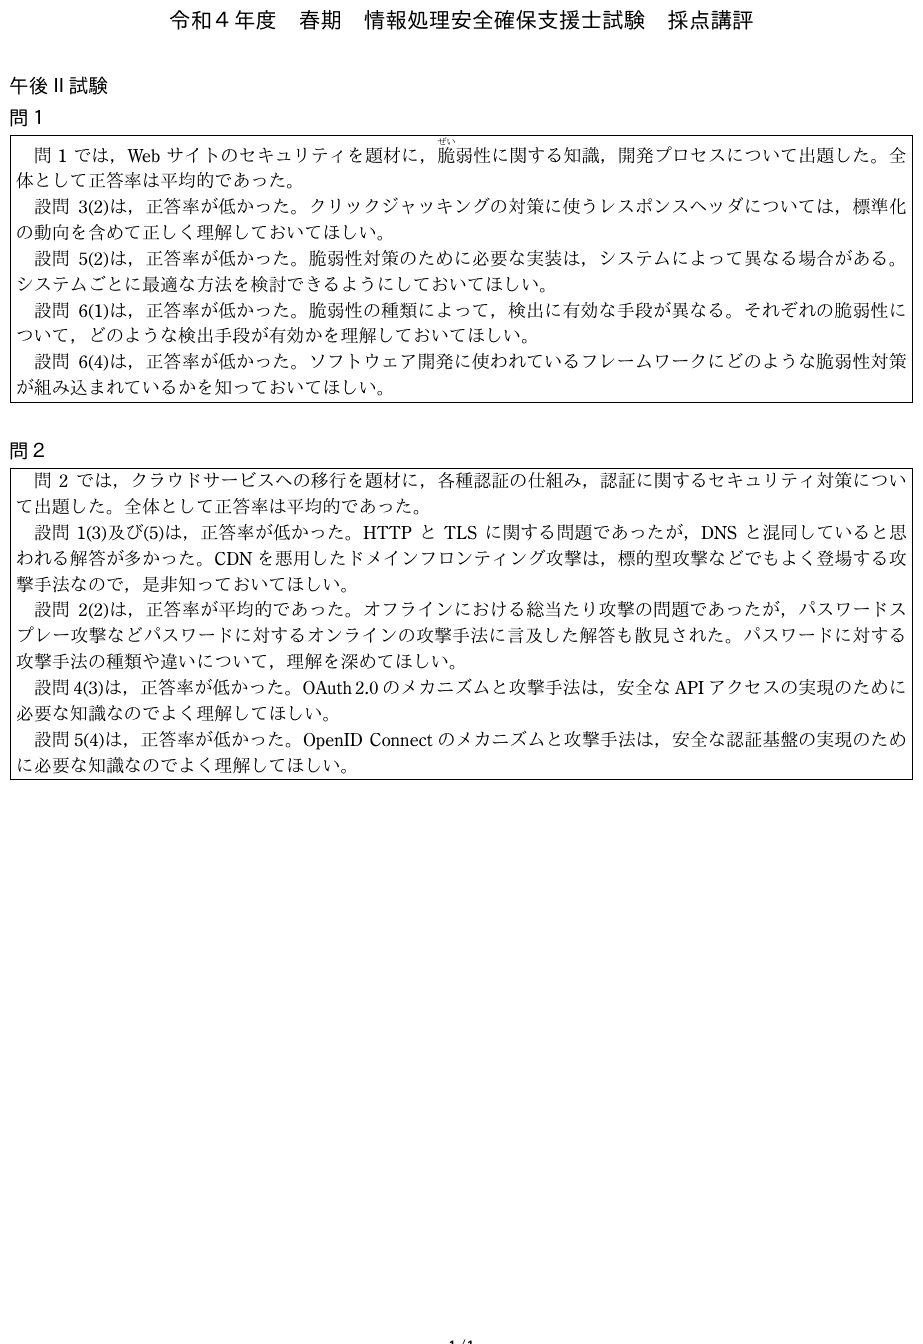 令和４年度　春期　情報処理安全確保支援士試験　採点講評
午後 II 試験
問１
ぜい
問 1 では，Web サイトのセキュリティを題材に，脆弱性に関する知識，開発プロセスについて出題した。全
体として正答率は平均的であった。
設問 3(2)は，正答率が低かった。クリックジャッキングの対策に使うレスポンスヘッダについては，標準化
の動向を含めて正しく理解しておいてほしい。
設問 5(2)は，正答率が低かった。脆弱性対策のために必要な実装は，システムによって異なる場合がある。
システムごとに最適な方法を検討できるようにしておいてほしい。
設問 6(1)は，正答率が低かった。脆弱性の種類によって，検出に有効な手段が異なる。それぞれの脆弱性に
ついて，どのような検出手段が有効かを理解しておいてほしい。
設問 6(4)は，正答率が低かった。ソフトウェア開発に使われているフレームワークにどのような脆弱性対策
が組み込まれているかを知っておいてほしい。
問２
問 2 では，クラウドサービスへの移行を題材に，各種認証の仕組み，認証に関するセキュリティ対策につい
て出題した。全体として正答率は平均的であった。
設問 1(3)及び(5)は，正答率が低かった。HTTP と TLS に関する問題であったが，DNS と混同していると思
われる解答が多かった。CDN を悪用したドメインフロンティング攻撃は，標的型攻撃などでもよく登場する攻
撃手法なので，是非知っておいてほしい。
設問 2(2)は，正答率が平均的であった。オフラインにおける総当たり攻撃の問題であったが，パスワードス
プレー攻撃などパスワードに対するオンラインの攻撃手法に言及した解答も散見された。パスワードに対する
攻撃手法の種類や違いについて，理解を深めてほしい。
設問 4(3)は，正答率が低かった。OAuth 2.0 のメカニズムと攻撃手法は，安全な API アクセスの実現のために
必要な知識なのでよく理解してほしい。
設問 5(4)は，正答率が低かった。OpenID Connect のメカニズムと攻撃手法は，安全な認証基盤の実現のため
に必要な知識なのでよく理解してほしい。
1 / 1